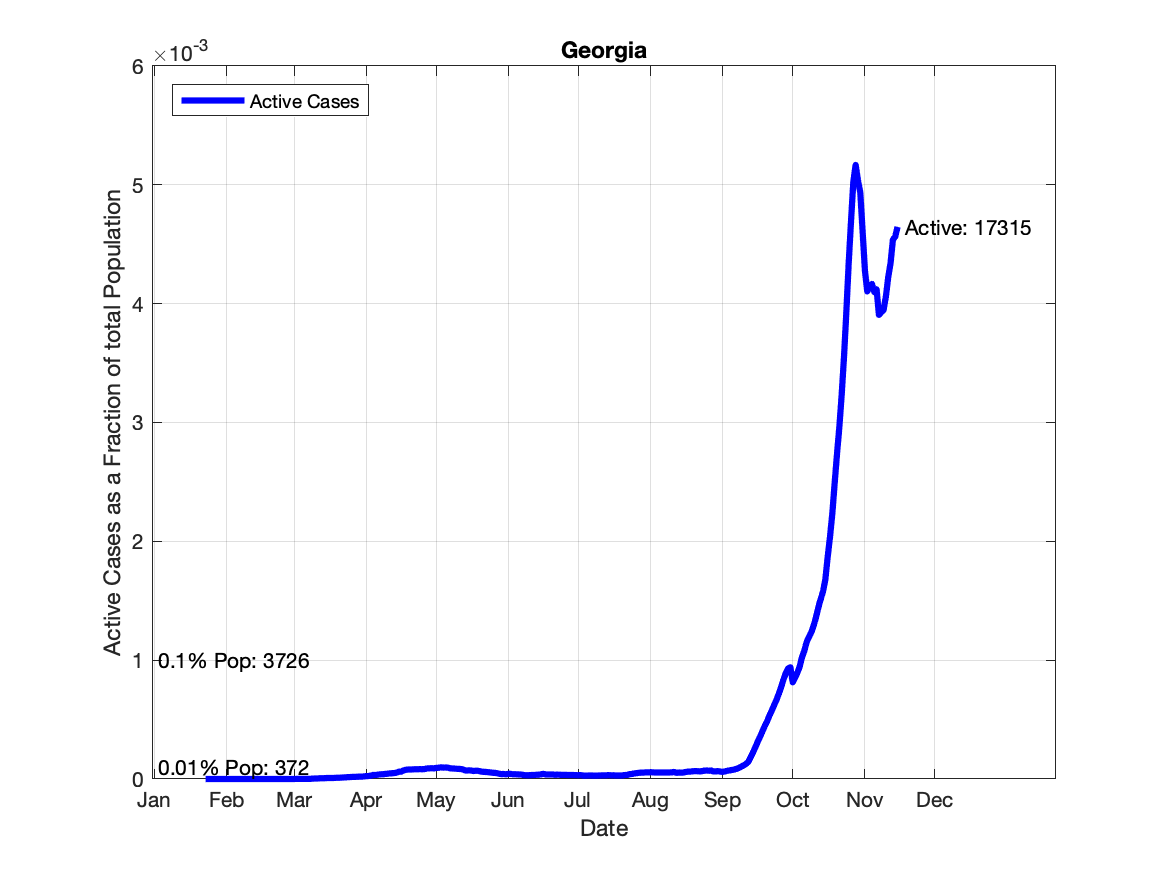 Georgia
×10-3
Active Cases
6
5
4
3
2
1
0
Active Cases as a Fraction of total Population
Active: 17315
0.1% Pop: 3726
0.01% Pop: 372
Jan Feb Mar Apr May Jun Jul Aug Sep Oct Nov Dec
Date